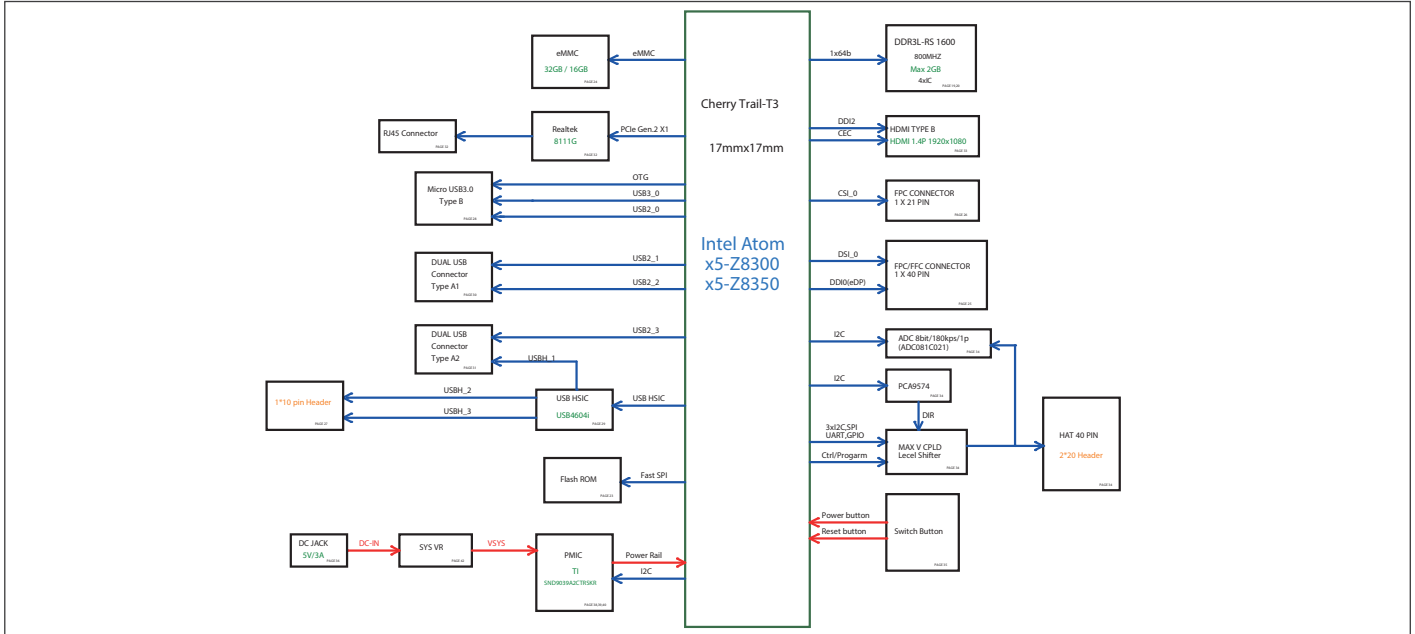 eMMC
32GB / 16GB
eMMC
RJ45 Connector
Realtek
8111G
PCIe Gen.2 X1
Micro USB3.0
Type B
OTG
USB3_0
USB2_0
DUAL USB
Connector
Type A1
USB2_1
USB2_2
DUAL USB
Connector
Type A2
USB2_3
USBH_1
1*10 pin Header
USBH_2
USBH_3
USB HSIC
USB4604i
USB HSIC
Flash ROM
Fast SPI
DC JACK
5V/3A
DC-IN
SYS VR
VSYS
PMIC
TI
SND9039A2CTRSKR
Power Rail
I2C
Cherry Trail-T3
17mmx17mm
Intel Atom
x5-Z8300
x5-Z8350
1x64b
DDR3L-RS 1600
800MHZ
Max 2GB
4xIC
DDI2
CEC
HDMI TYPE B
HDMI 1.4P 1920x1080
CSI_0
FPC CONNECTOR
1 X 21 PIN
DSI_0
DDI0(eDP)
FPC/FFC CONNECTOR
1 X 40 PIN
I2C
ADC 8bit/180kps/1p
(ADC081C021)
I2C
PCA9574
DIR
3xI2C,SPI
UART,GPIO
Ctrl/Progarm
MAX V CPLD
Lecel Shifter
HAT 40 PIN
2*20 Header
Power button
Reset button
Switch Button